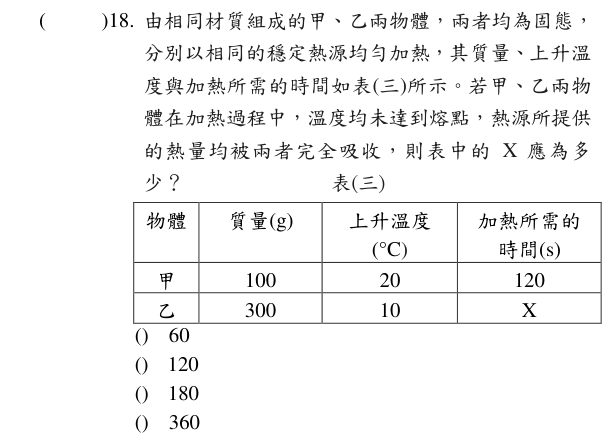 (　　)18. 由相同材質組成的甲、乙兩物體，兩者均為固態，
分別以相同的穩定熱源均勻加熱，其質量、上升溫
度與加熱所需的時間如表(三)所示。若甲、乙兩物
體在加熱過程中，溫度均未達到熔點，熱源所提供
的熱量均被兩者完全吸收，則表中的 X 應為多
少？　　　　　　　　表(三)
物體 質量(g) 上升溫度(°C) 加熱所需的時間(s)
甲 100 20 120
乙 300 10 X
() 60
() 120
() 180
() 360